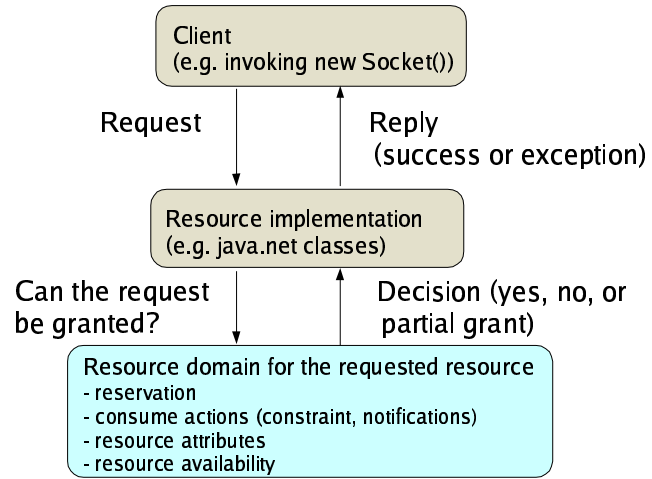 Client
(e.g. invoking new Socket())
Request
Reply
(success or exception)
Resource implementation
(e.g. java.net classes)
Can the request
be granted?
Decision (yes, no, or
partial grant)
Resource domain for the requested resource
- reservation
- consume actions (constraint, notifications)
- resource attributes
- resource availability